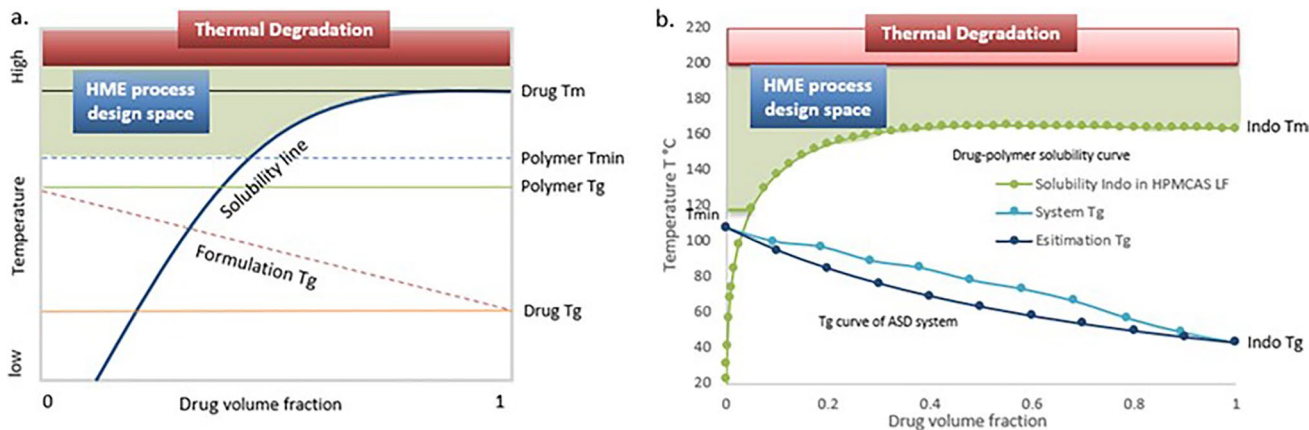 a.
Thermal Degradation
High
HME process
design space
Drug Tm
Polymer Tmin
Polymer Tg
Solubility line
Temperature
Formulation Tg
Drug Tg
low
0
Drug volume fraction
1
b.
220
200
180
160
140
120
Tmin
100
80
60
40
20
Temperature T °C
Thermal Degradation
HME process
design space
Indo Tm
Drug-polymer solubility curve
Solubility Indo in HPMCAS LF
System Tg
Esitimation Tg
Tg curve of ASD system
Indo Tg
0
0.2
0.4
0.6
0.8
1
Drug volume fraction